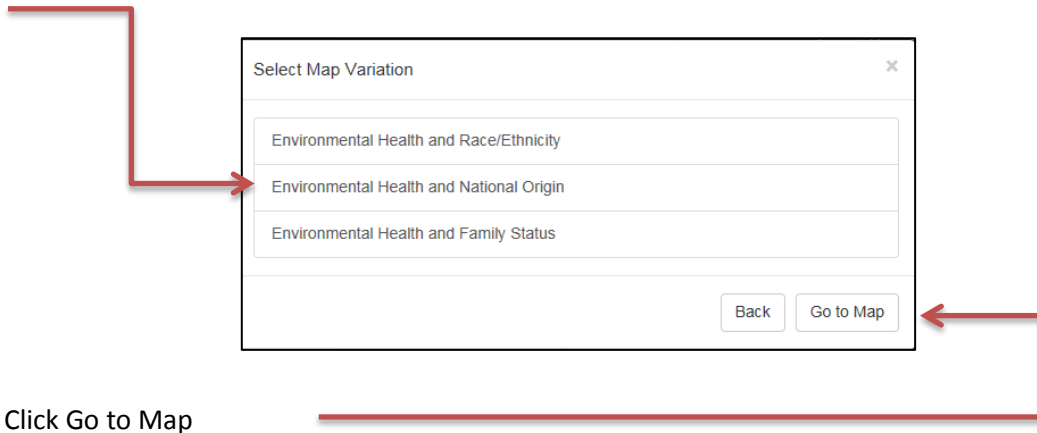 Select Map Variation ×
Environmental Health and Race/Ethnicity
Environmental Health and National Origin
Environmental Health and Family Status
Back Go to Map
Click Go to Map